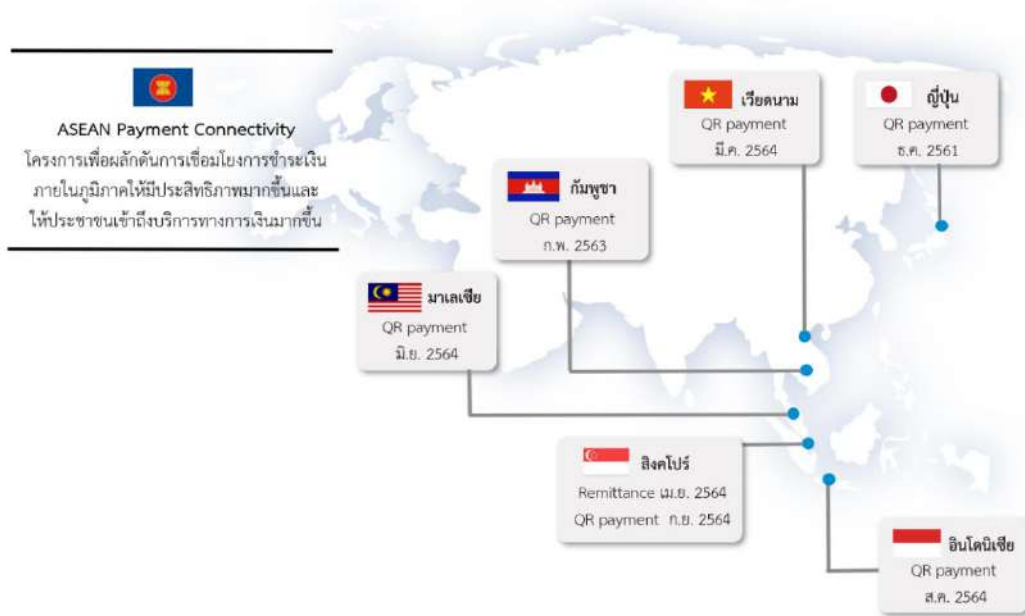 ASEAN Payment Connectivity
โครงการเพื่อผลักดันการเชื่อมโยงการชำระเงิน
ภายในภูมิภาคให้มีประสิทธิภาพมากขึ้นและ
ให้ประชาชนเข้าถึงบริการทางการเงินมากขึ้น
เวียดนาม
QR payment
มี.ค. 2564
ญี่ปุ่น
QR payment
ธ.ค. 2561
กัมพูชา
QR payment
ก.พ. 2563
มาเลเซีย
QR payment
มิ.ย. 2564
สิงคโปร์
Remittance เม.ย. 2564
QR payment ก.ย. 2564
อินโดนิเซีย
QR payment
ส.ค. 2564